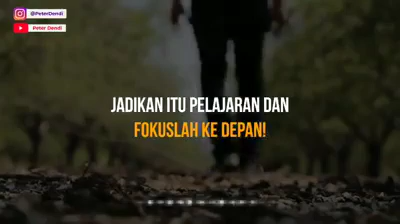 @PeterDendi
Peter Dendi
JADIKAN ITU PELAJARAN DAN
FOKUSLAH KE DEPAN!